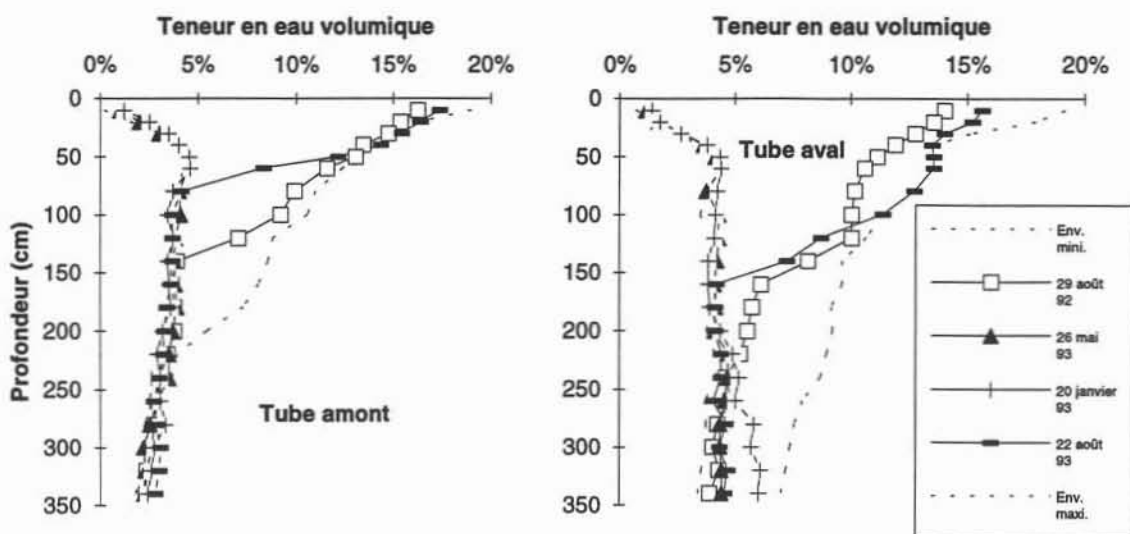 Teneur en eau volumique
0% 5% 10% 15% 20%
Profondeur (cm)
0
50
100
150
200
250
300
350
Tube amont
Teneur en eau volumique
0% 5% 10% 15% 20%
0
50
100
150
200
250
300
350
Tube aval
Env.
mini.
29 août
92
26 mai
93
20 janvier
93
22 août
93
Env.
maxi.